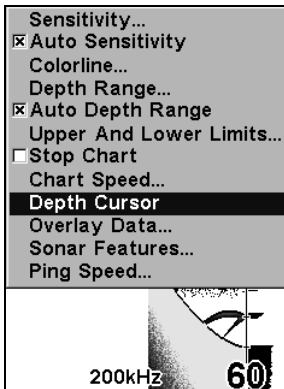 Sensitivity...
Auto Sensitivity
Colorline...
Depth Range...
Auto Depth Range
Upper And Lower Limits...
Stop Chart
Chart Speed...
Depth Cursor
Overlay Data...
Sonar Features...
Ping Speed...
200kHz 60